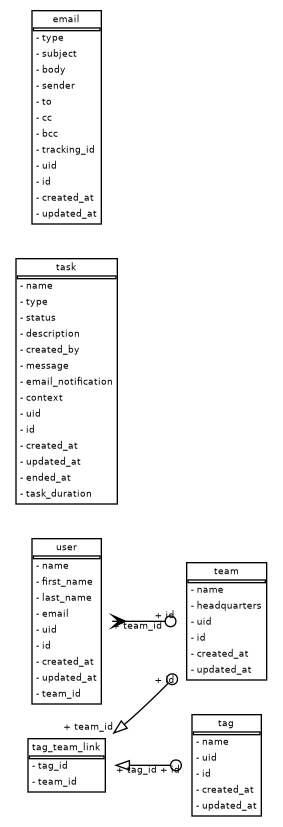 email
- type
- subject
- body
- sender
- to
- cc
- bcc
- tracking_id
- uid
- id
- created_at
- updated_at
task
- name
- type
- status
- description
- created_by
- message
- email_notification
- context
- uid
- id
- created_at
- updated_at
- ended_at
- task_duration
user
- name
- first_name
- last_name
- email
- uid
- id
- created_at
- updated_at
- team_id
+ id
+ team_id
team
- name
- headquarters
- uid
- id
- created_at
- updated_at
+ id
+ team_id
tag_team_link
- tag_id
- team_id
+ tag_id + id
tag
- name
- uid
- id
- created_at
- updated_at